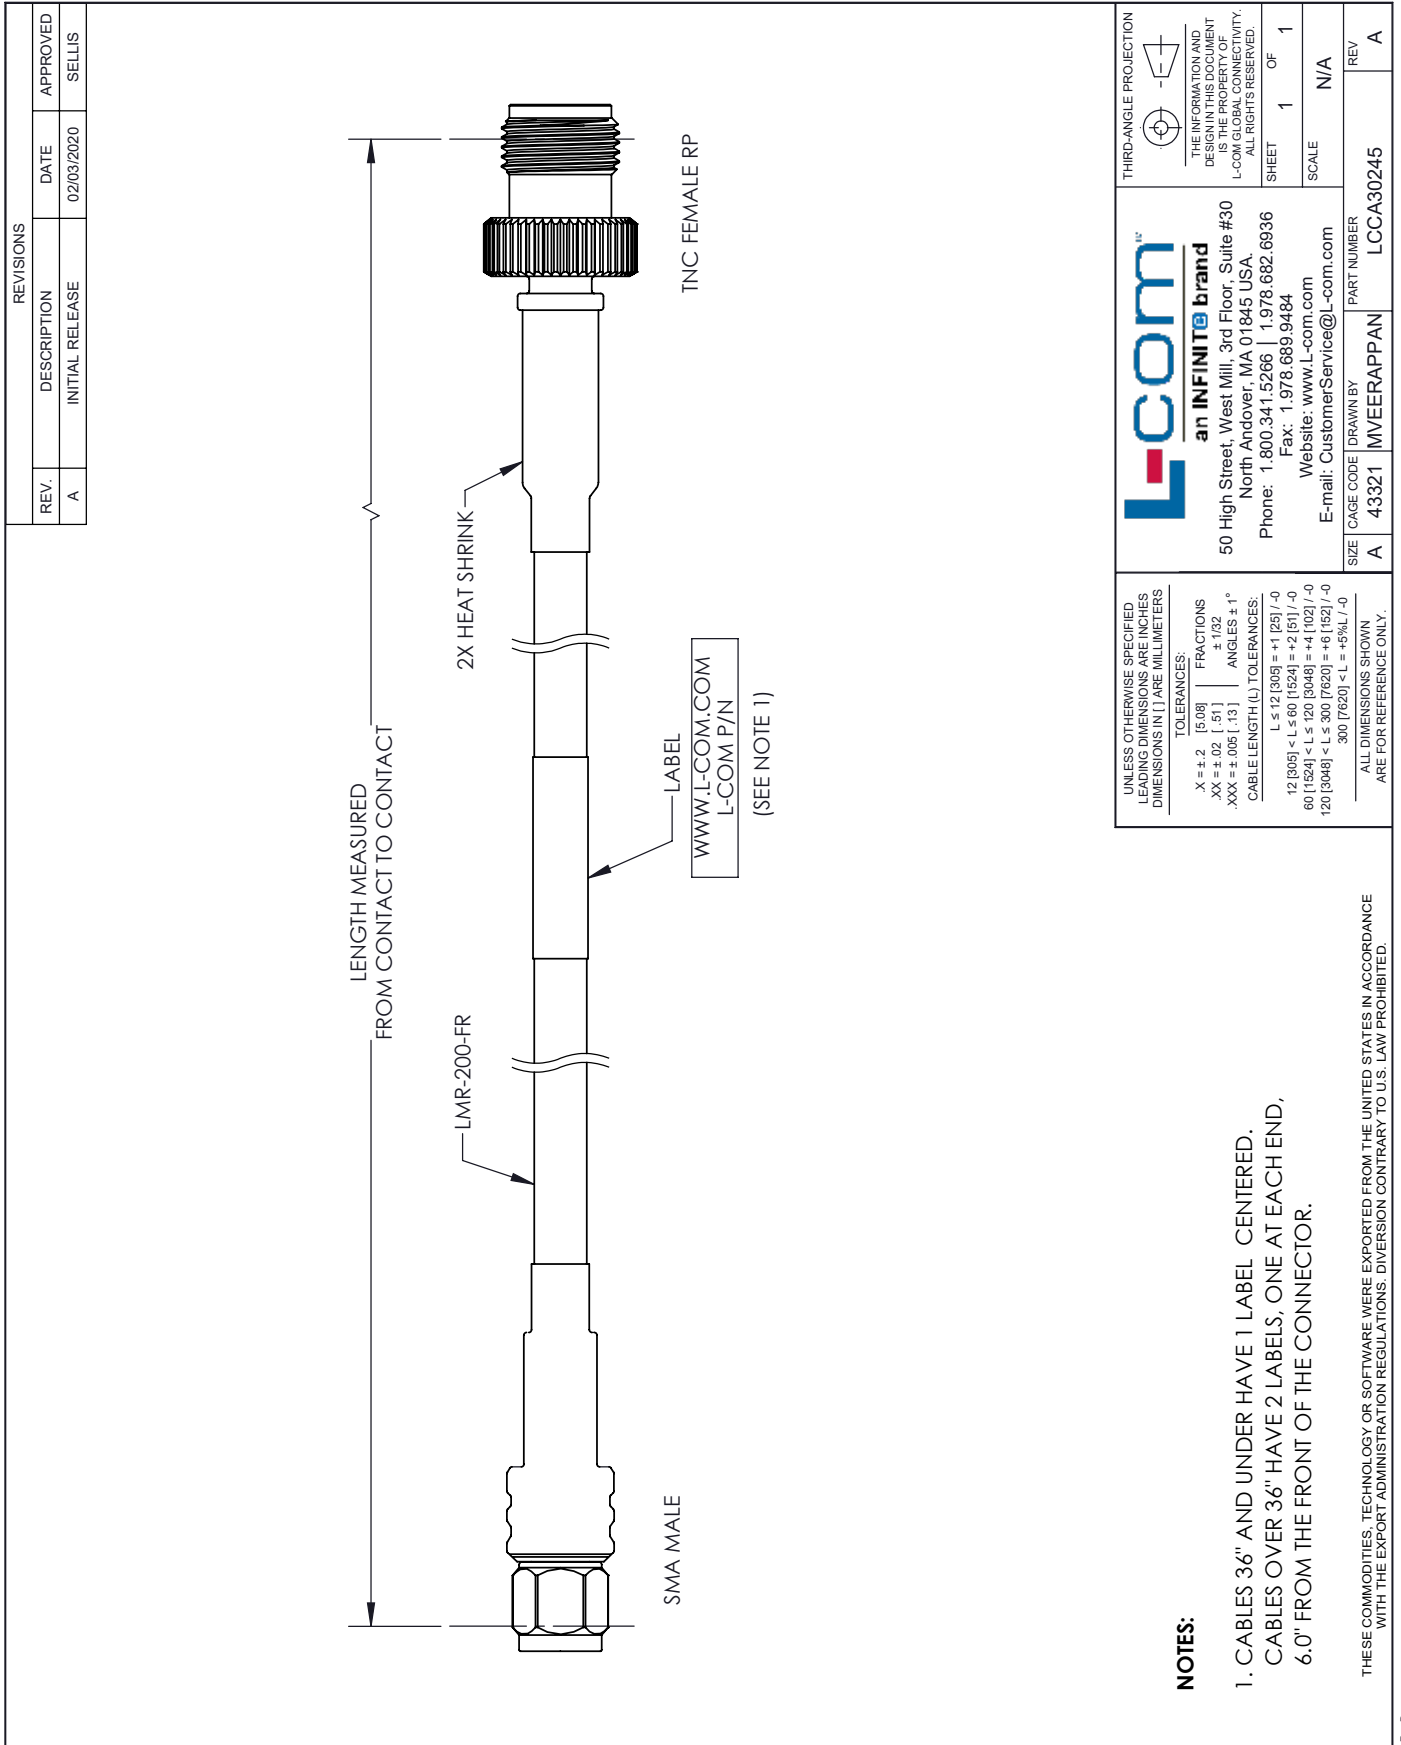 REVISIONS
REV. DESCRIPTION DATE APPROVED
A INITIAL RELEASE 02/03/2020 SELLIS
LENGTH MEASURED
FROM CONTACT TO CONTACT
LMR-200-FR
2X HEAT SHRINK
SMA MALE
TNC FEMALE RP
LABEL
WWW.L-COM.COM
L-COM P/N
(SEE NOTE 1)
NOTES:
1. CABLES 36" AND UNDER HAVE 1 LABEL CENTERED.
CABLES OVER 36" HAVE 2 LABELS, ONE AT EACH END,
6.0" FROM THE FRONT OF THE CONNECTOR.
THESE COMMODITIES, TECHNOLOGY OR SOFTWARE WERE EXPORTED FROM THE UNITED STATES IN ACCORDANCE
WITH THE EXPORT ADMINISTRATION REGULATIONS. DIVERSION CONTRARY TO U.S. LAW PROHIBITED.
UNLESS OTHERWISE SPECIFIED
LEADING DIMENSIONS ARE INCHES
DIMENSIONS IN [ ] ARE MILLIMETERS
TOLERANCES:
.X = ± .2 [5.08] FRACTIONS
.XX = ± .02 [ .51] ± 1/32
.XXX = ± .005 [ .13 ] ANGLES ± 1°
CABLE LENGTH (L) TOLERANCES:
L ≤ 12 [305] = +1 [25] / -0
12 [305] < L ≤ 60 [1524] = +2 [51] / -0
60 [1524] < L ≤ 120 [3048] = +4 [102] / -0
120 [3048] < L ≤ 300 [7620] = +6 [152] / -0
300 [7620] < L = +5%L / -0
ALL DIMENSIONS SHOWN
ARE FOR REFERENCE ONLY.
L-com
an INFINIT@ brand
50 High Street, West Mill, 3rd Floor, Suite #30
North Andover, MA 01845 USA.
Phone: 1.800.341.5266 | 1.978.682.6936
Fax: 1.978.689.9484
Website: www.L-com.com
E-mail: CustomerService@L-com.com
THIRD-ANGLE PROJECTION
THE INFORMATION AND
DESIGN IN THIS DOCUMENT
IS THE PROPERTY OF
L-COM GLOBAL CONNECTIVITY.
ALL RIGHTS RESERVED.
SHEET 1 OF 1
SCALE N/A
SIZE CAGE CODE DRAWN BY PART NUMBER REV
A 43321 MVEERAPPAN LCCA30245 A